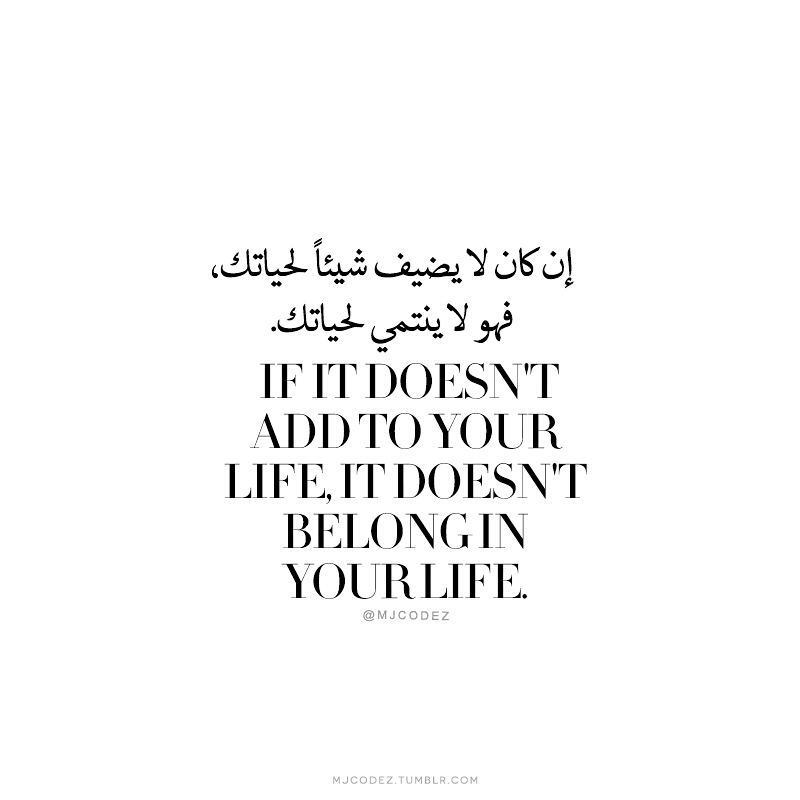 إن كان لا يضيف شيئاً لحياتك،
فهو لا ينتمي لحياتك.
IF IT DOESN'T
ADD TO YOUR
LIFE, IT DOESN'T
BELONG IN
YOUR LIFE.
@MJCODEZ
MJCODEZ.TUMBLR.COM